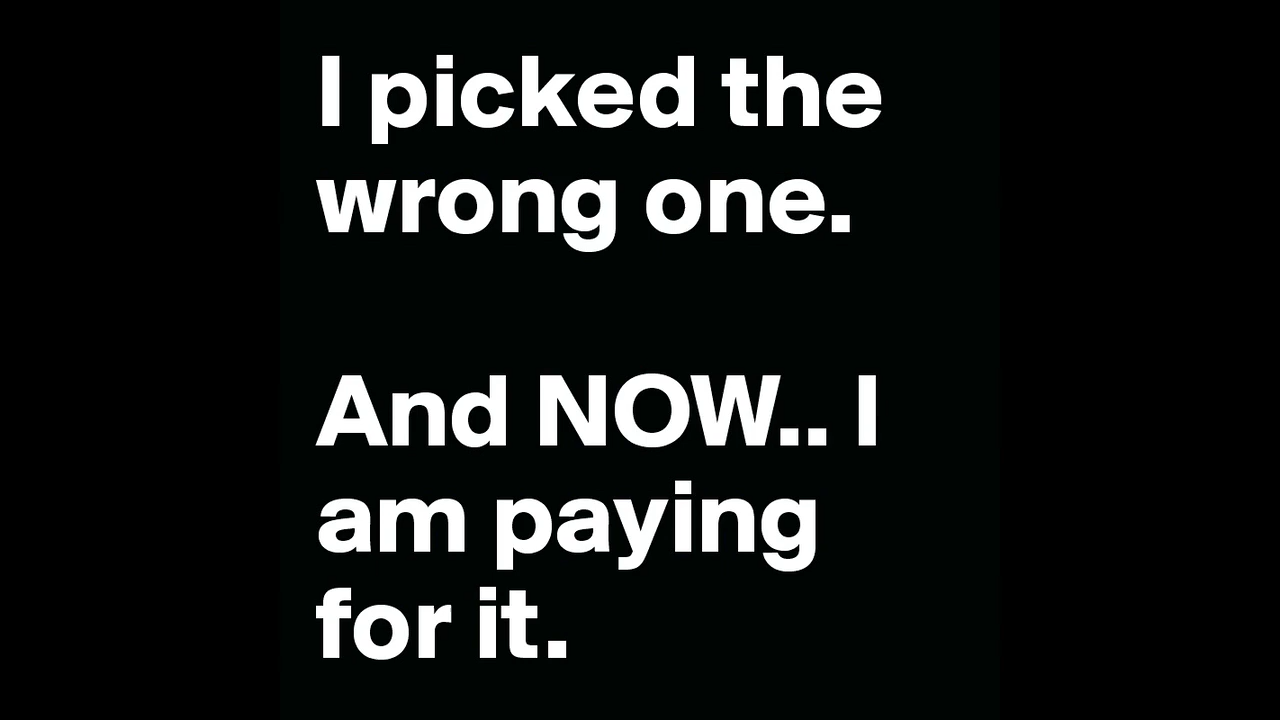 I picked the
wrong one.
And NOW.. I
am paying
for it.